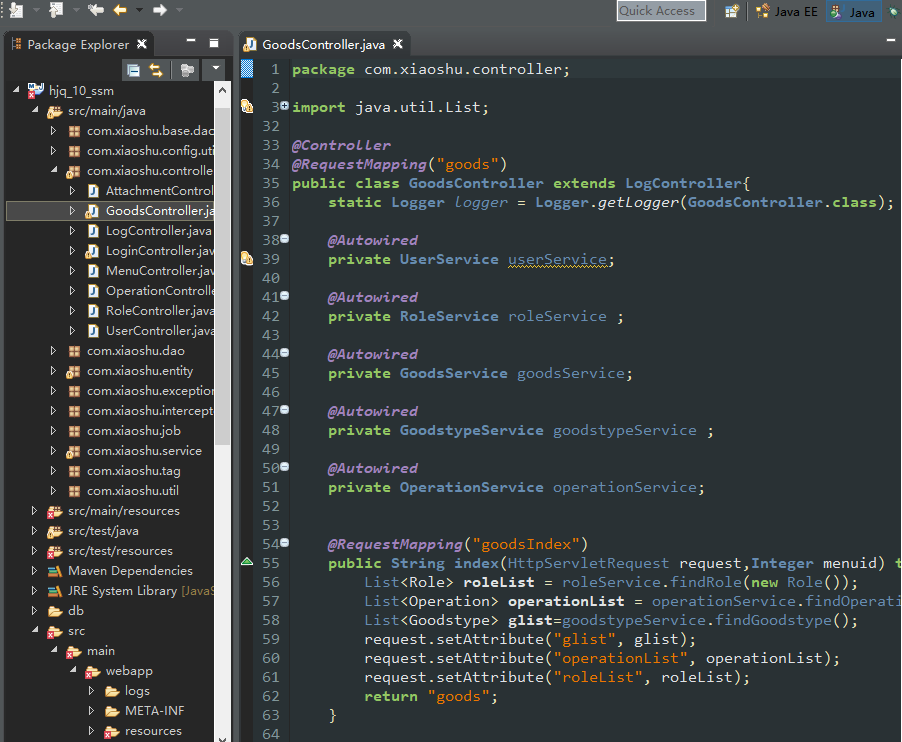 Quick Access
Java EE
Java
Package Explorer
GoodsController.java
hjq_10_ssm
src/main/java
com.xiaoshu.base.dao
com.xiaoshu.config.uti
com.xiaoshu.controller
AttachmentControl
GoodsController.ja
LogController.java
LoginController.jav
MenuController.jav
OperationControlle
RoleController.java
UserController.java
com.xiaoshu.dao
com.xiaoshu.entity
com.xiaoshu.exception
com.xiaoshu.intercept
com.xiaoshu.job
com.xiaoshu.service
com.xiaoshu.tag
com.xiaoshu.util
src/main/resources
src/test/java
src/test/resources
Maven Dependencies
JRE System Library [JavaS
db
src
main
webapp
logs
META-INF
resources
1 package com.xiaoshu.controller;
2
3 import java.util.List;
32
33 @Controller
34 @RequestMapping("goods")
35 public class GoodsController extends LogController{
36 static Logger logger = Logger.getLogger(GoodsController.class);
37
38 @Autowired
39 private UserService userService;
40
41 @Autowired
42 private RoleService roleService ;
43
44 @Autowired
45 private GoodsService goodsService;
46
47 @Autowired
48 private GoodstypeService goodstypeService ;
49
50 @Autowired
51 private OperationService operationService;
52
53
54 @RequestMapping("goodsIndex")
55 public String index(HttpServletRequest request,Integer menuid) t
56 List<Role> roleList = roleService.findRole(new Role());
57 List<Operation> operationList = operationService.findOperati
58 List<Goodstype> glist=goodstypeService.findGoodstype();
59 request.setAttribute("glist", glist);
60 request.setAttribute("operationList", operationList);
61 request.setAttribute("roleList", roleList);
62 return "goods";
63 }
64